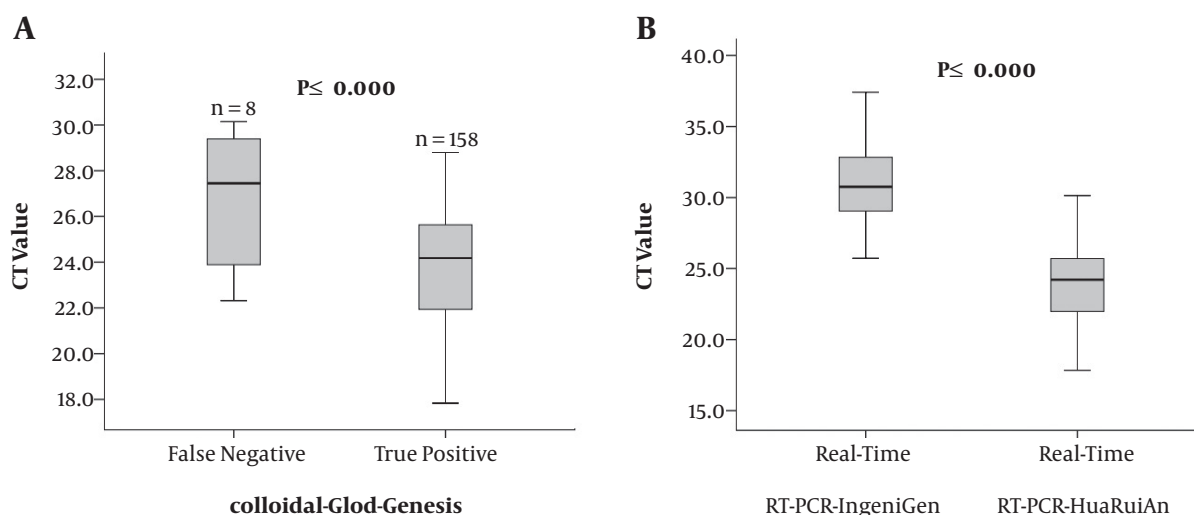 A
CT Value
32.0
30.0
28.0
26.0
24.0
22.0
20.0
18.0
P≤ 0.000
n = 8
n = 158
False Negative
True Positive
colloidal-Glod-Genesis
B
CT Value
40.0
35.0
30.0
25.0
20.0
15.0
P≤ 0.000
Real-Time
Real-Time
RT-PCR-IngeniGen
RT-PCR-HuaRuiAn